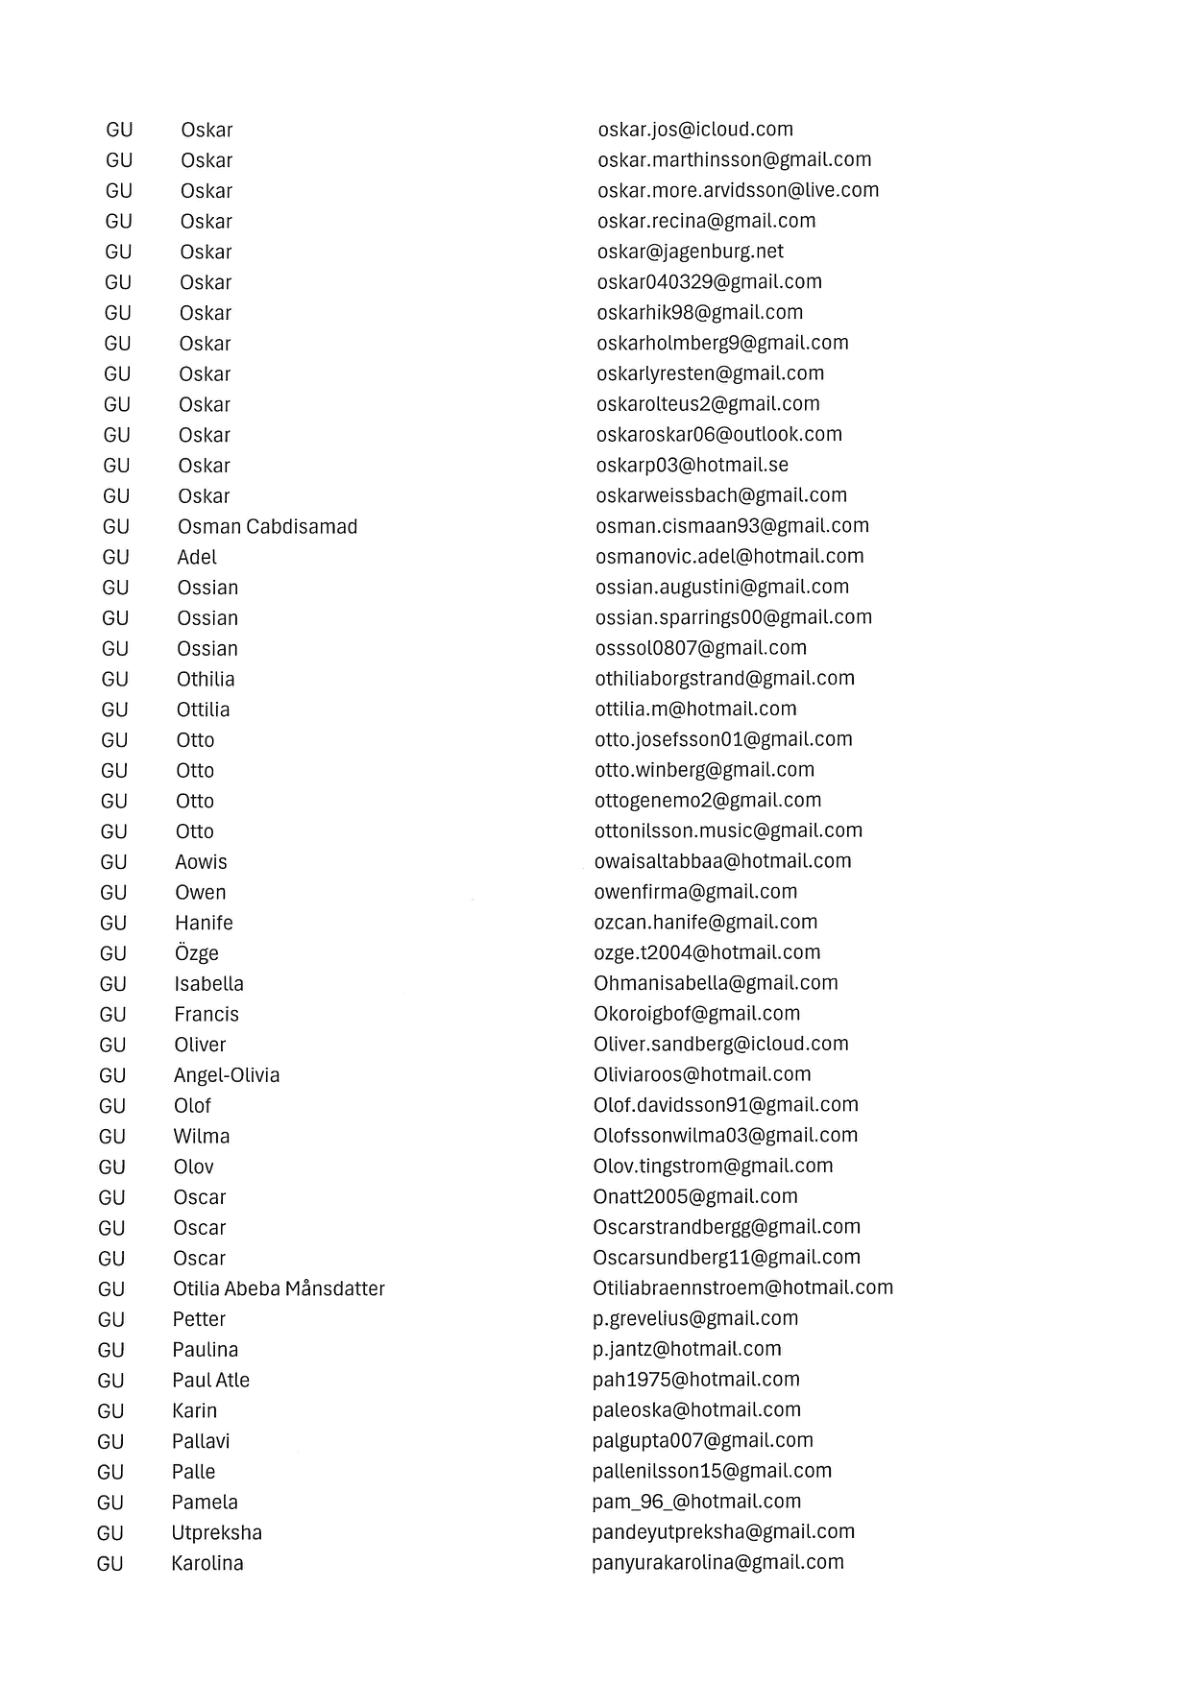 GU Oskar oskar.jos@icloud.com
GU Oskar oskar.marthinsson@gmail.com
GU Oskar oskar.more.arvidsson@live.com
GU Oskar oskar.recina@gmail.com
GU Oskar oskar@jagenburg.net
GU Oskar oskar040329@gmail.com
GU Oskar oskarhik98@gmail.com
GU Oskar oskarholmberg9@gmail.com
GU Oskar oskarlyresten@gmail.com
GU Oskar oskarolteus2@gmail.com
GU Oskar oskaroskar06@outlook.com
GU Oskar oskarp03@hotmail.se
GU Oskar oskarweissbach@gmail.com
GU Osman Cabdisamad osman.cismaan93@gmail.com
GU Adel osmanovic.adel@hotmail.com
GU Ossian ossian.augustini@gmail.com
GU Ossian ossian.sparrings00@gmail.com
GU Ossian osssol0807@gmail.com
GU Othilia othiliaborgstrand@gmail.com
GU Ottilia ottilia.m@hotmail.com
GU Otto otto.josefsson01@gmail.com
GU Otto otto.winberg@gmail.com
GU Otto ottogenemo2@gmail.com
GU Otto ottonilsson.music@gmail.com
GU Aowis owaisaltabbaa@hotmail.com
GU Owen owenfirma@gmail.com
GU Hanife ozcan.hanife@gmail.com
GU Özge ozge.t2004@hotmail.com
GU Isabella Ohmanisabella@gmail.com
GU Francis Okoroigbof@gmail.com
GU Oliver Oliver.sandberg@icloud.com
GU Angel-Olivia Oliviaroos@hotmail.com
GU Olof Olof.davidsson91@gmail.com
GU Wilma Olofssonwilma03@gmail.com
GU Olov Olov.tingstrom@gmail.com
GU Oscar Onatt2005@gmail.com
GU Oscar Oscarstrandbergg@gmail.com
GU Oscar Oscarsundberg11@gmail.com
GU Otilia Abeba Månsdatter Otiliabraennstroem@hotmail.com
GU Petter p.grevelius@gmail.com
GU Paulina p.jantz@hotmail.com
GU Paul Atle pah1975@hotmail.com
GU Karin paleoska@hotmail.com
GU Pallavi palgupta007@gmail.com
GU Palle pallenilsson15@gmail.com
GU Pamela pam_96_@hotmail.com
GU Utpreksha pandeyutpreksha@gmail.com
GU Karolina panyurakarolina@gmail.com